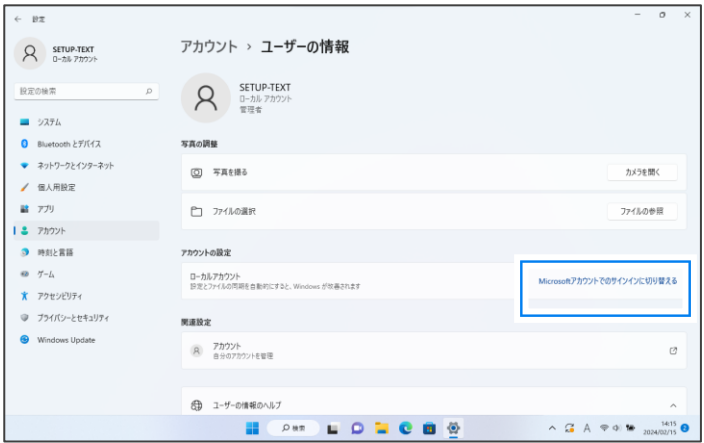 ← 設定
SETUP-TEXT
ローカル アカウント
設定の検索
システム
Bluetooth とデバイス
ネットワークとインターネット
個人用設定
アプリ
アカウント
時刻と言語
ゲーム
アクセシビリティ
プライバシーとセキュリティ
Windows Update
アカウント › ユーザーの情報
SETUP-TEXT
ローカル アカウント
管理者
写真の調整
写真を撮る
カメラを開く
ファイルの選択
ファイルの参照
アカウントの設定
ローカルアカウント
設定とファイルの同期を自動的にすると、Windows が改善されます
Microsoftアカウントでのサインインに切り替える
関連設定
アカウント
自分のアカウントを管理
ユーザーの情報のヘルプ
検索
A
14:15
2024/02/15